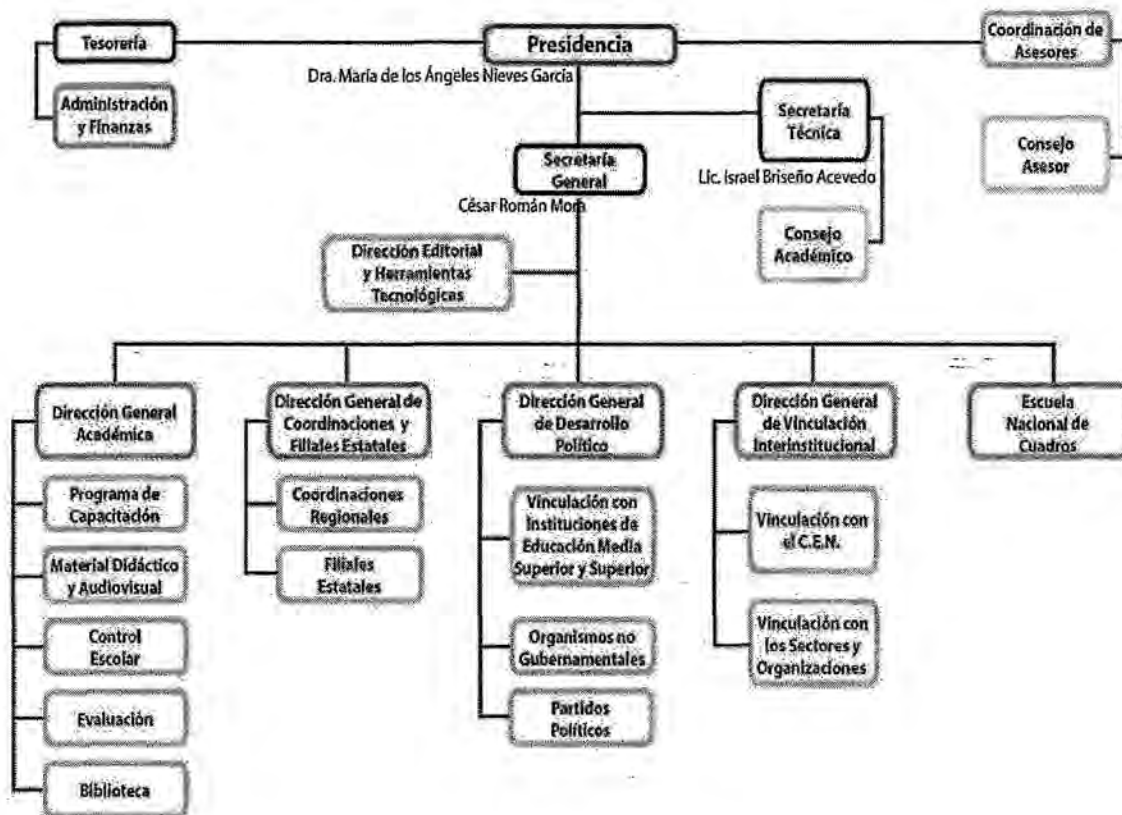 Tesorería
Presidencia
Coordinación de
Asesores
Dra. María de los Ángeles Nieves García
Administración
y Finanzas
Secretaría
Técnica
Consejo
Asesor
Secretaría
General
Lic. Israel Briseño Acevedo
César Román Mora
Consejo
Académico
Dirección Editorial
y Herramientas
Tecnológicas
Dirección General
Académica
Dirección General de
Coordinaciones y
Filiales Estatales
Dirección General
de Desarrollo
Político
Dirección General
de Vinculación
Interinstitucional
Escuela
Nacional de
Cuadros
Programa de
Capacitación
Coordinaciones
Regionales
Vinculación con
Instituciones de
Educación Media
Superior y Superior
Vinculación con
el C.E.N.
Material Didáctico
y Audiovisual
Filiales
Estatales
Control
Escolar
Organismos no
Gubernamentales
Vinculación con
los Sectores y
Organizaciones
Evaluación
Partidos
Políticos
Biblioteca